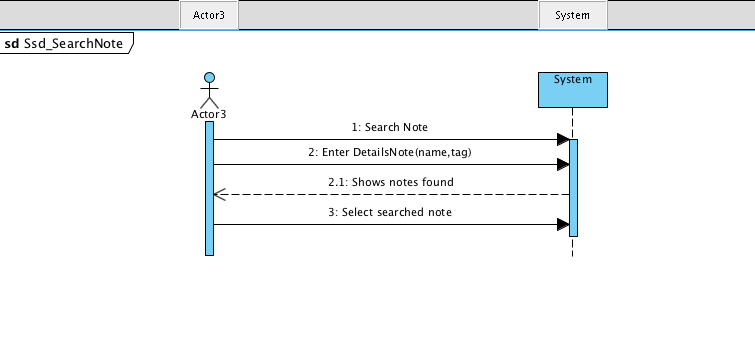 Actor3
System
sd Ssd_SearchNote
System
Actor3
1: Search Note
2: Enter DetailsNote(name,tag)
2.1: Shows notes found
3: Select searched note